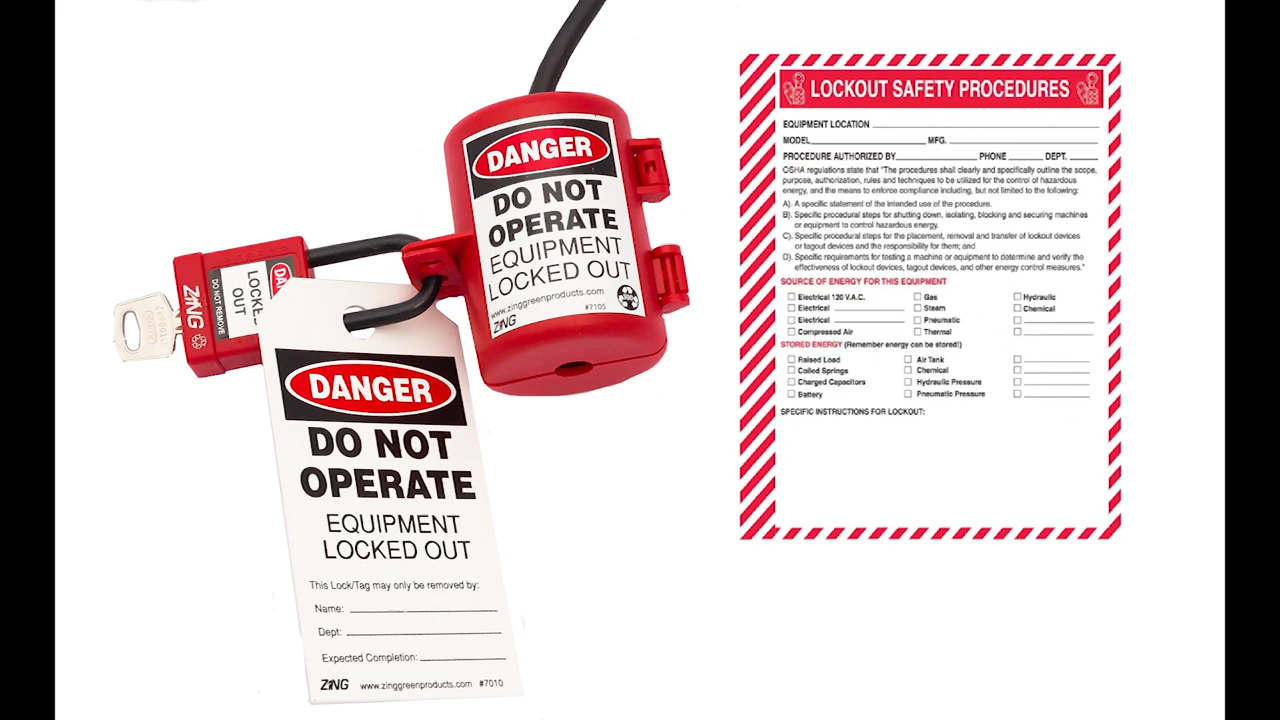 DANGER
DO NOT
OPERATE
EQUIPMENT
LOCKED OUT
www.zinggreenproducts.com
#7105
ZING
LOCKED
OUT
DO NOT REMOVE
ZING
DANGER
DO NOT
OPERATE
EQUIPMENT
LOCKED OUT
This Lock/Tag may only be removed by:
Name:
Dept:
Expected Completion:
ZING www.zinggreenproducts.com #7010
LOCKOUT SAFETY PROCEDURES
EQUIPMENT LOCATION
MODEL MFG.
PROCEDURE AUTHORIZED BY PHONE DEPT.
OSHA regulations state that "The procedures shall clearly and specifically outline the scope,
purpose, authorization, rules and techniques to be utilized for the control of hazardous
energy, and the means to enforce compliance including, but not limited to the following:
A). A specific statement of the intended use of the procedure.
B). Specific procedural steps for shutting down, isolating, blocking and securing machines
or equipment to control hazardous energy.
C). Specific procedural steps for the placement, removal and transfer of lockout devices
or tagout devices and the responsibility for them; and
D). Specific requirements for testing a machine or equipment to determine and verify the
effectiveness of lockout devices, tagout devices, and other energy control measures."
SOURCE OF ENERGY FOR THIS EQUIPMENT
Electrical 120 V.A.C. Gas Hydraulic
Electrical Steam Chemical
Electrical Pneumatic
Compressed Air Thermal
STORED ENERGY (Remember energy can be stored!)
Raised Load Air Tank
Coiled Springs Chemical
Charged Capacitors Hydraulic Pressure
Battery Pneumatic Pressure
SPECIFIC INSTRUCTIONS FOR LOCKOUT: